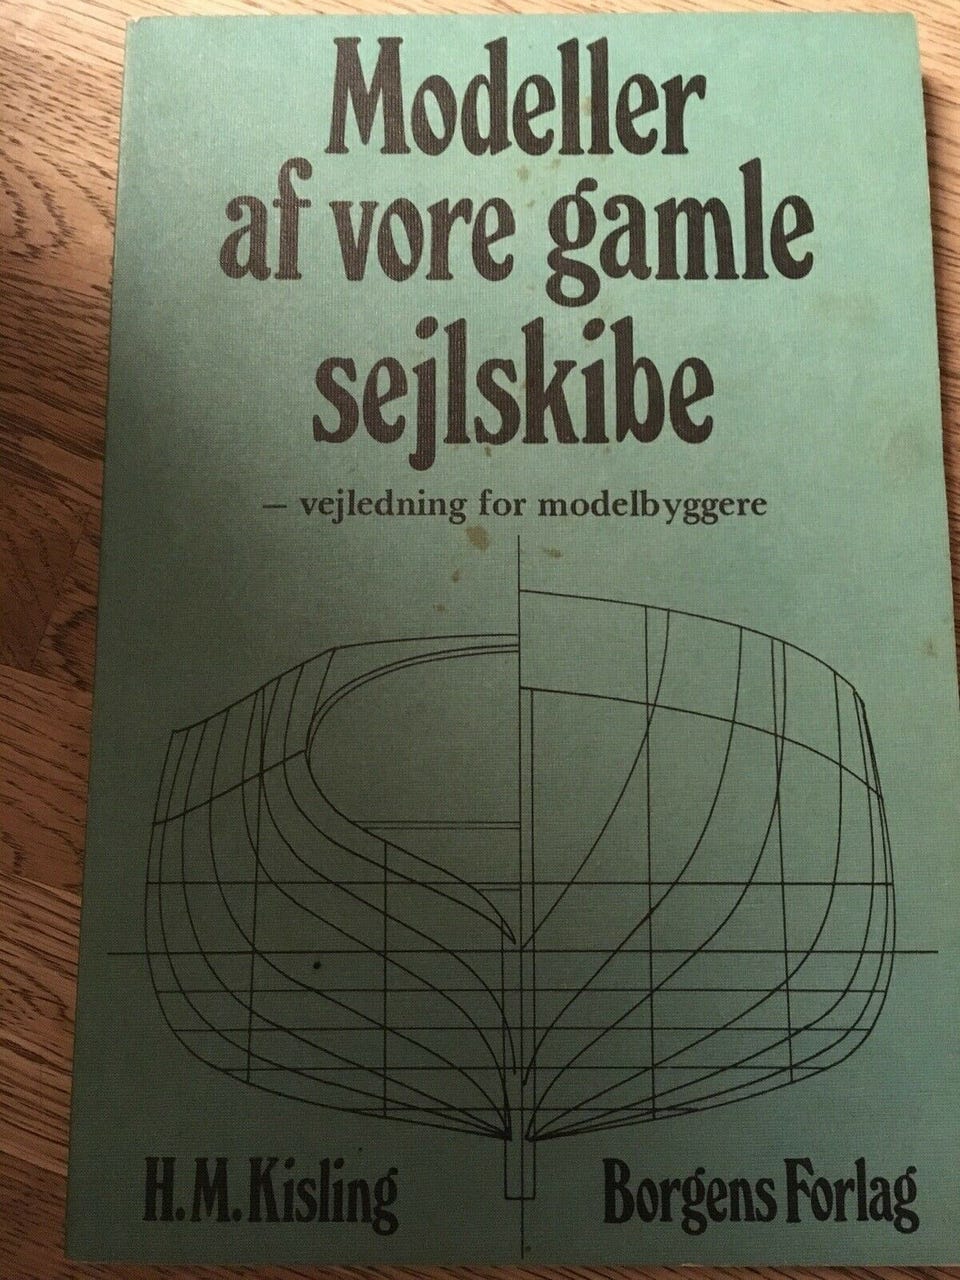 Modeller
af vore gamle
sejlskibe
– vejledning for modelbyggere
H. M. Kisling
Borgens Forlag